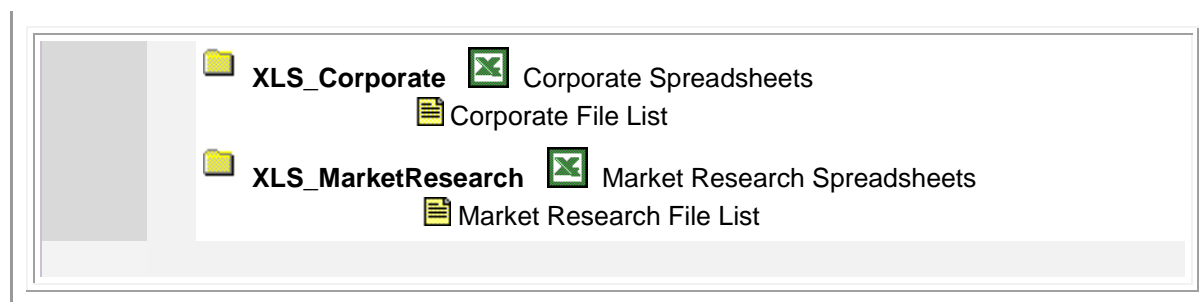 XLS_Corporate Corporate Spreadsheets
Corporate File List
XLS_MarketResearch Market Research Spreadsheets
Market Research File List